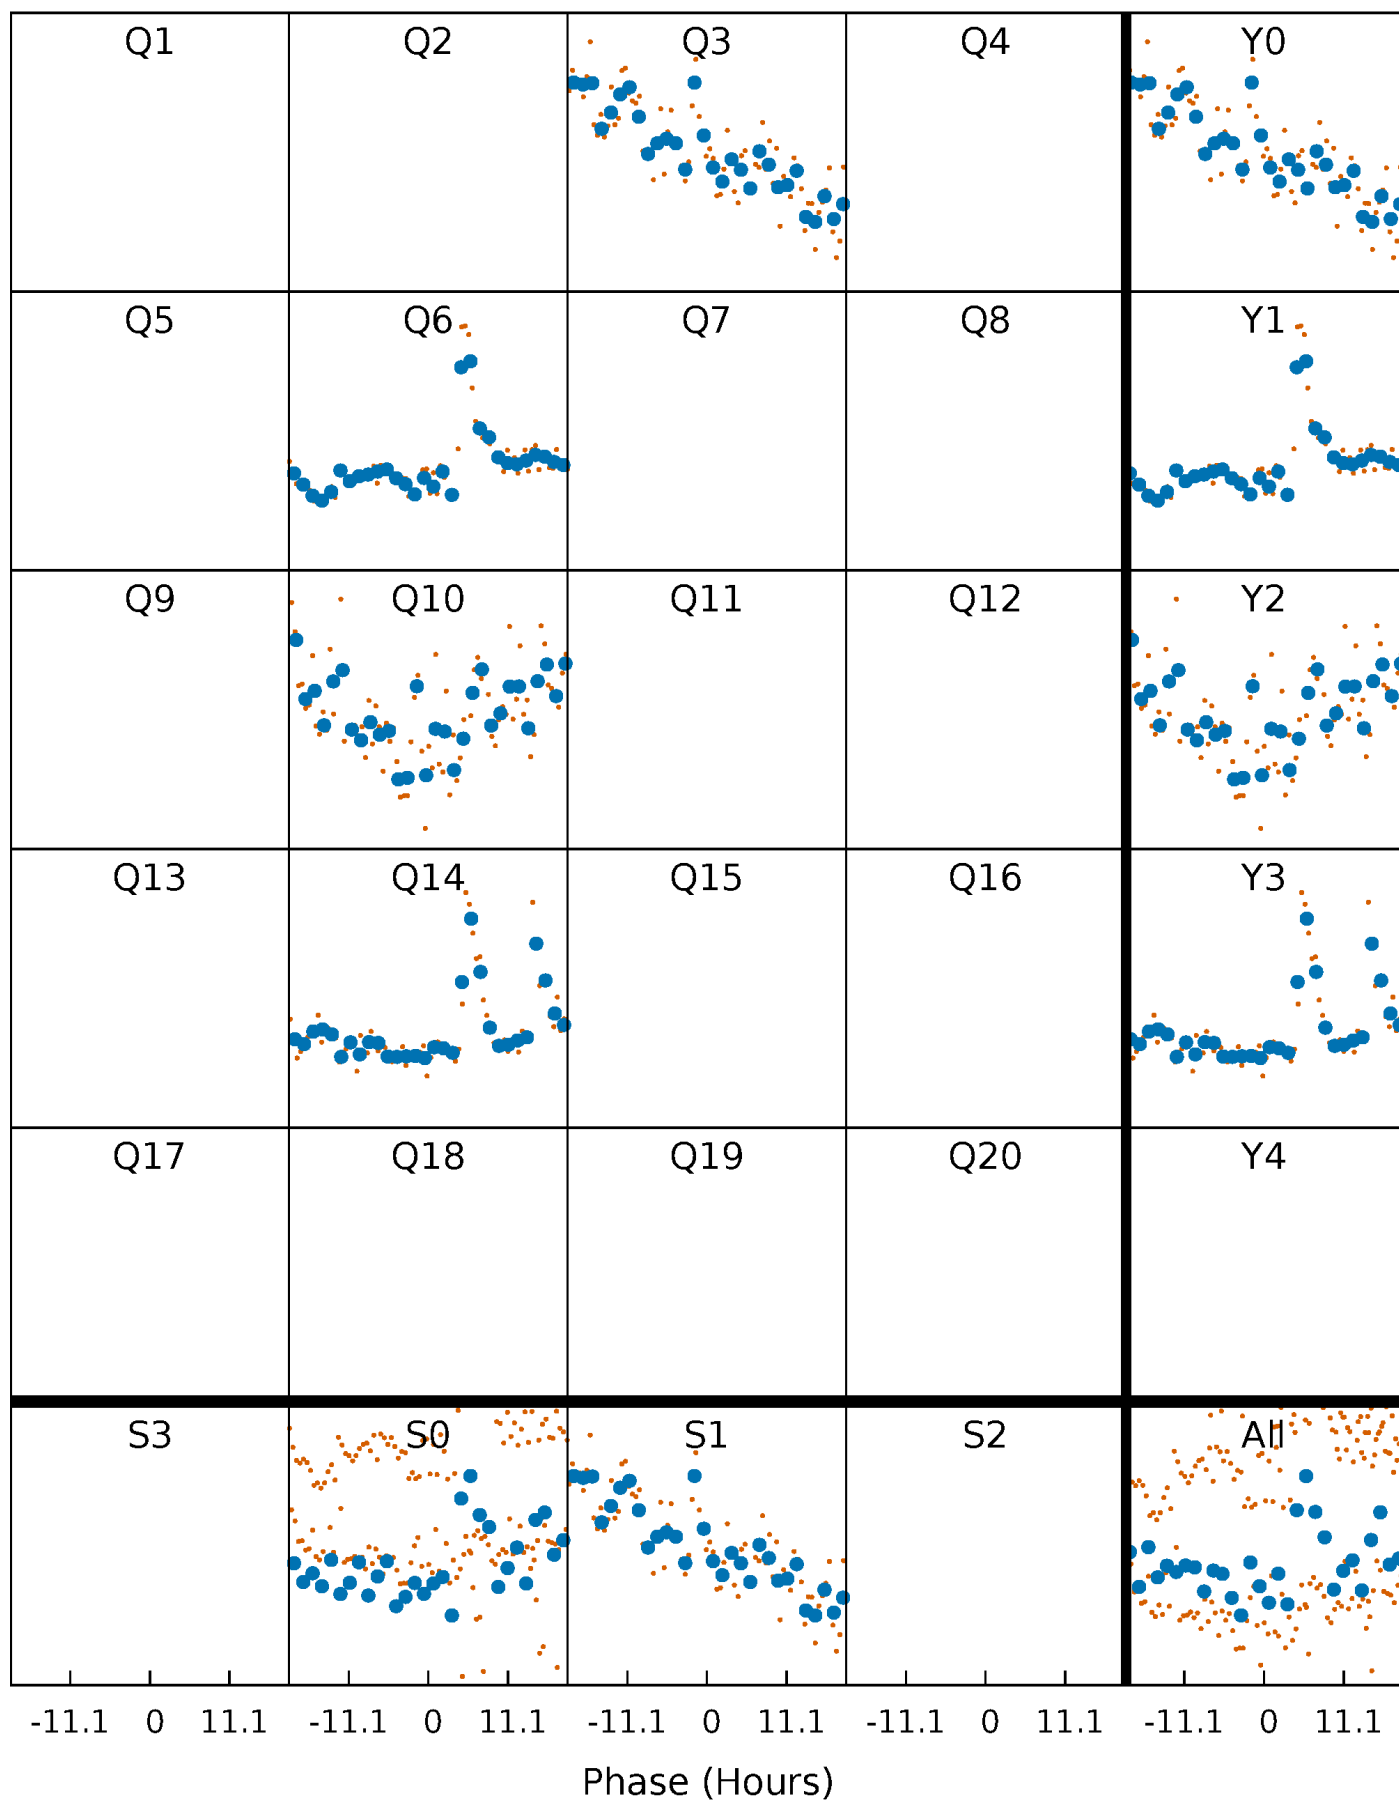 Q1 Q2 Q3 Q4 Y0
Q5 Q6 Q7 Q8 Y1
Q9 Q10 Q11 Q12 Y2
Q13 Q14 Q15 Q16 Y3
Q17 Q18 Q19 Q20 Y4
S3 S0 S1 S2 All
-11.1 0 11.1 -11.1 0 11.1 -11.1 0 11.1 -11.1 0 11.1 -11.1 0 11.1
Phase (Hours)